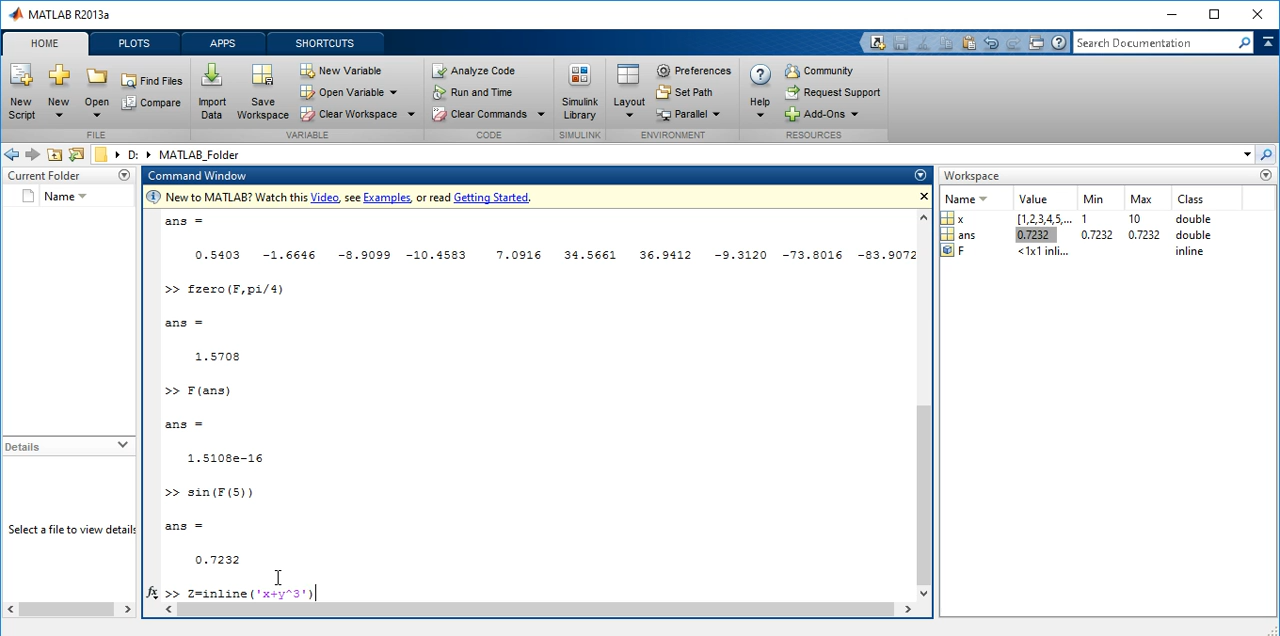 MATLAB R2013a
HOME PLOTS APPS SHORTCUTS Search Documentation
New Script New Open Find Files Compare Import Data Save Workspace New Variable Open Variable Clear Workspace Analyze Code Run and Time Clear Commands Simulink Library Layout Preferences Set Path Parallel Help Community Request Support Add-Ons
FILE VARIABLE CODE SIMULINK ENVIRONMENT RESOURCES
D: MATLAB_Folder
Current Folder
Name
Details
Select a file to view details
Command Window
New to MATLAB? Watch this Video, see Examples, or read Getting Started.
ans =
0.5403 -1.6646 -8.9099 -10.4583 7.0916 34.5661 36.9412 -9.3120 -73.8016 -83.9072
>> fzero(F,pi/4)
ans =
1.5708
>> F(ans)
ans =
1.5108e-16
>> sin(F(5))
ans =
0.7232
fx >> Z=inline('x+y^3')
Workspace
Name Value Min Max Class
x [1,2,3,4,5,... 1 10 double
ans 0.7232 0.7232 0.7232 double
F <1x1 inli... inline